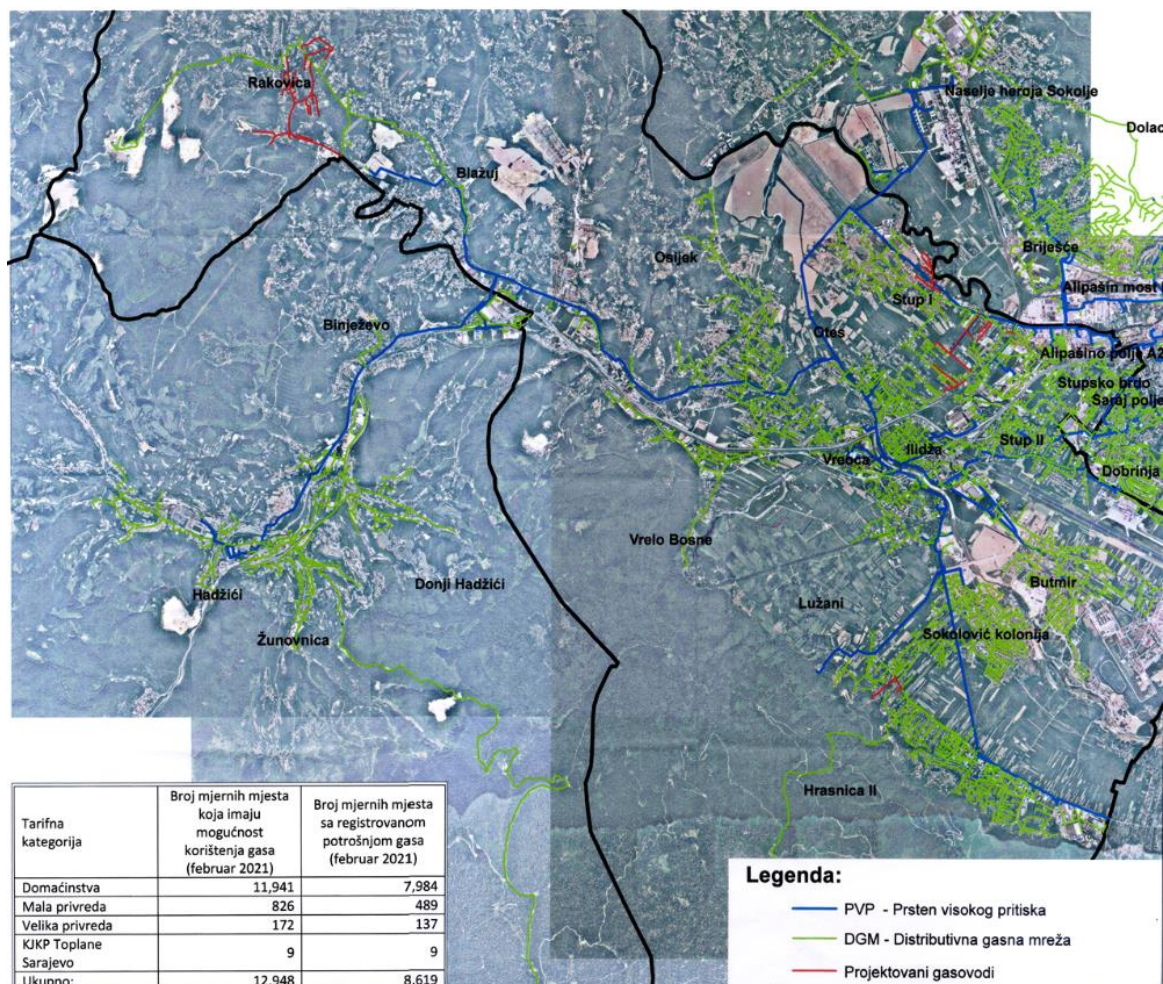 Rakovica
Naselje heroja Sokolje
Dolac
Blažuj
Osijek
Briješće
Stup I
Alipašin most
Binježevo
Otes
Alipašino polje A2
Stupsko brdo
Saraj polje
Stup II
Ilidža
Vreoca
Dobrinja
Vrelo Bosne
Butmir
Hadžići
Donji Hadžići
Lužani
Žunovnica
Sokolović kolonija
Hrasnica II
Tarifna
kategorija
Broj mjernih mjesta
koja imaju
mogućnost
korištenja gasa
(februar 2021)
Broj mjernih mjesta
sa registrovanom
potrošnjom gasa
(februar 2021)
Domaćinstva 11,941 7,984
Mala privreda 826 489
Velika privreda 172 137
KJKP Toplane
Sarajevo 9 9
Ukupno: 12,948 8,619
Legenda:
PVP - Prsten visokog pritiska
DGM - Distributivna gasna mreža
Projektovani gasovodi